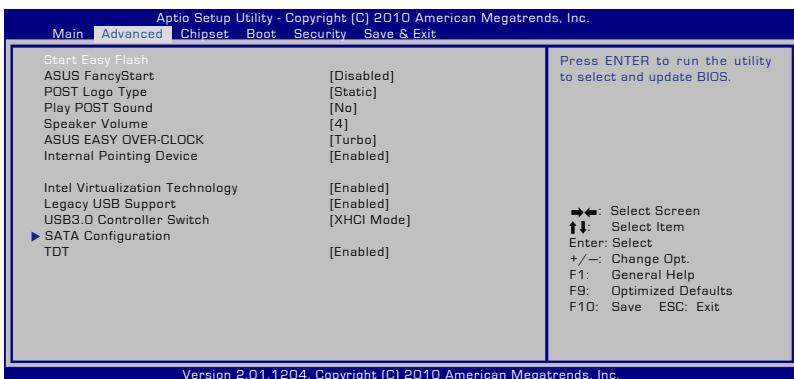 Aptio Setup Utility - Copyright (C) 2010 American Megatrends, Inc.
Main Advanced Chipset Boot Security Save & Exit
Start Easy Flash
ASUS FancyStart [Disabled]
POST Logo Type [Static]
Play POST Sound [No]
Speaker Volume [4]
ASUS EASY OVER-CLOCK [Turbo]
Internal Pointing Device [Enabled]
Intel Virtualization Technology [Enabled]
Legacy USB Support [Enabled]
USB3.0 Controller Switch [XHCI Mode]
SATA Configuration
TDT [Enabled]
Press ENTER to run the utility
to select and update BIOS.
➡⬅: Select Screen
⬆⬇: Select Item
Enter: Select
+/—: Change Opt.
F1: General Help
F9: Optimized Defaults
F10: Save ESC: Exit
Version 2.01.1204. Copyright (C) 2010 American Megatrends, Inc.